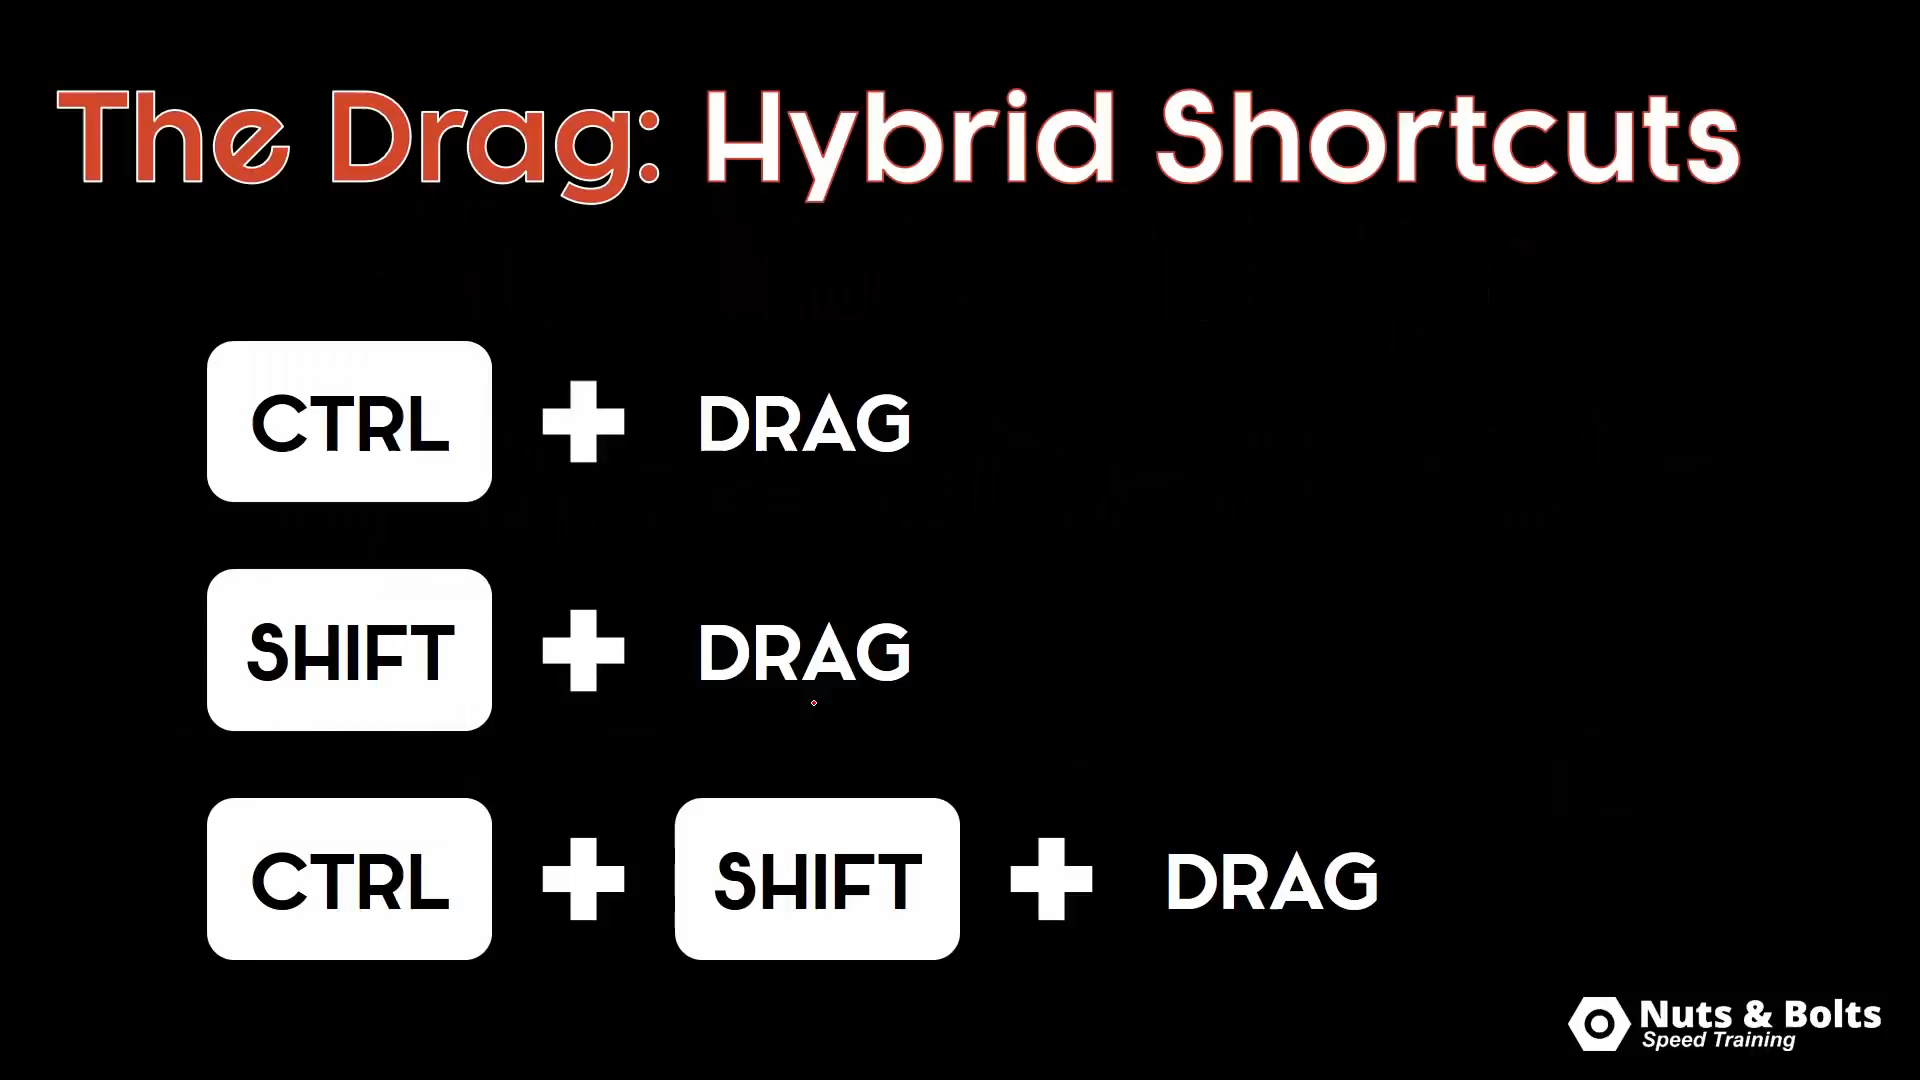 The Drag: Hybrid Shortcuts
CTRL + DRAG
SHIFT + DRAG
CTRL + SHIFT + DRAG
Nuts & Bolts
Speed Training